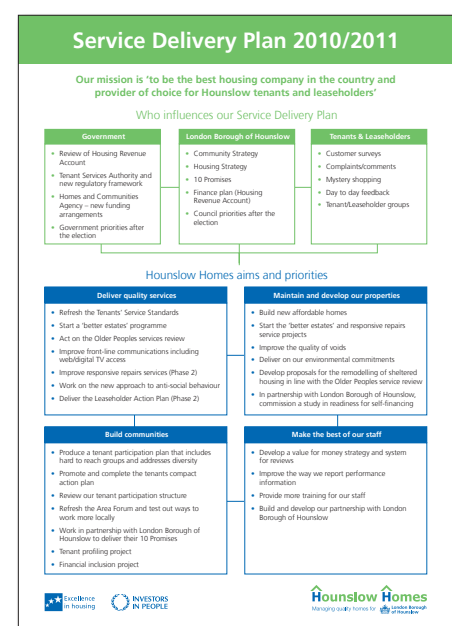 Service Delivery Plan 2010/2011
Our mission is ‘to be the best housing company in the country and
provider of choice for Hounslow tenants and leaseholders’
Who influences our Service Delivery Plan
Government
• Review of Housing Revenue
Account
• Tenant Services Authority and
new regulatory framework
• Homes and Communities
Agency – new funding
arrangements
• Government priorities after
the election
London Borough of Hounslow
• Community Strategy
• Housing Strategy
• 10 Promises
• Finance plan (Housing
Revenue Account)
• Council priorities after the
election
Tenants & Leaseholders
• Customer surveys
• Complaints/comments
• Mystery shopping
• Day to day feedback
• Tenant/Leaseholder groups
Hounslow Homes aims and priorities
Deliver quality services
• Refresh the Tenants’ Service Standards
• Start a ‘better estates’ programme
• Act on the Older Peoples services review
• Improve front-line communications including
web/digital TV access
• Improve responsive repairs services (Phase 2)
• Work on the new approach to anti-social behaviour
• Deliver the Leaseholder Action Plan (Phase 2)
Maintain and develop our properties
• Build new affordable homes
• Start the ‘better estates’ and responsive repairs
service projects
• Improve the quality of voids
• Deliver on our environmental commitments
• Develop proposals for the remodelling of sheltered
housing in line with the Older Peoples service review
• In partnership with London Borough of Hounslow,
commission a study in readiness for self-financing
Build communities
• Produce a tenant participation plan that includes
hard to reach groups and addresses diversity
• Promote and complete the tenants compact
action plan
• Review our tenant participation structure
• Refresh the Area Forum and test out ways to
work more locally
• Work in partnership with London Borough of
Hounslow to deliver their 10 Promises
• Tenant profiling project
• Financial inclusion project
Make the best of our staff
• Develop a value for money strategy and system
for reviews
• Improve the way we report performance
information
• Provide more training for our staff
• Build and develop our partnership with London
Borough of Hounslow
Excellence
in housing
INVESTORS
IN PEOPLE
Hounslow Homes
Managing quality homes for
London Borough
of Hounslow